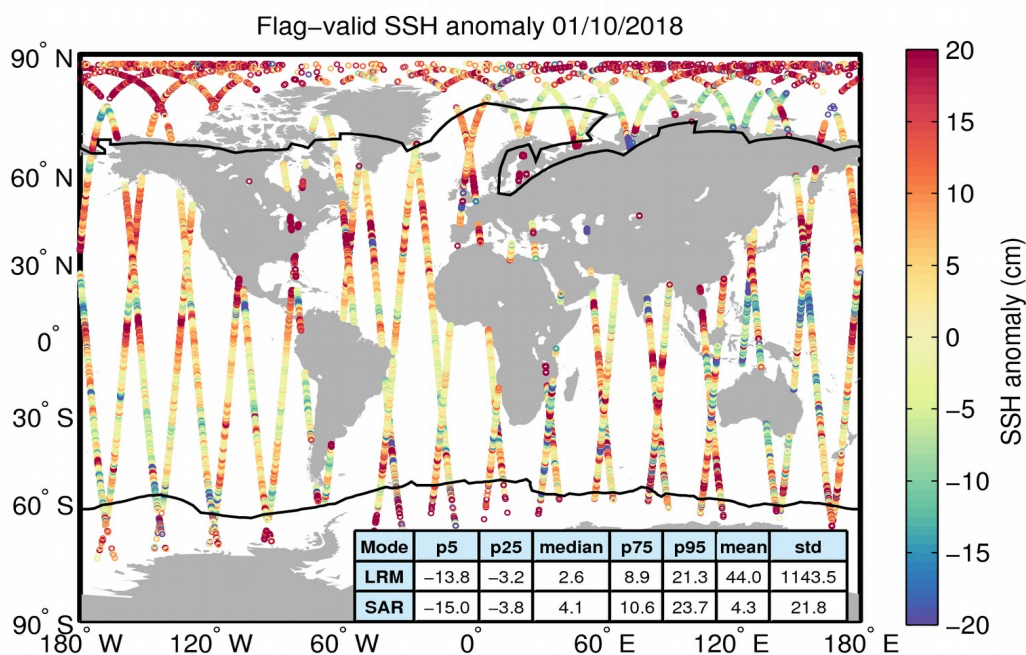 Flag−valid SSH anomaly 01/10/2018
90° N
60° N
30° N
0°
30° S
60° S
90° S
180° W
120° W
60° W
0°
60° E
120° E
180° E
20
15
10
5
0
−5
−10
−15
−20
SSH anomaly (cm)
Mode p5 p25 median p75 p95 mean std
LRM −13.8 −3.2 2.6 8.9 21.3 44.0 1143.5
SAR −15.0 −3.8 4.1 10.6 23.7 4.3 21.8